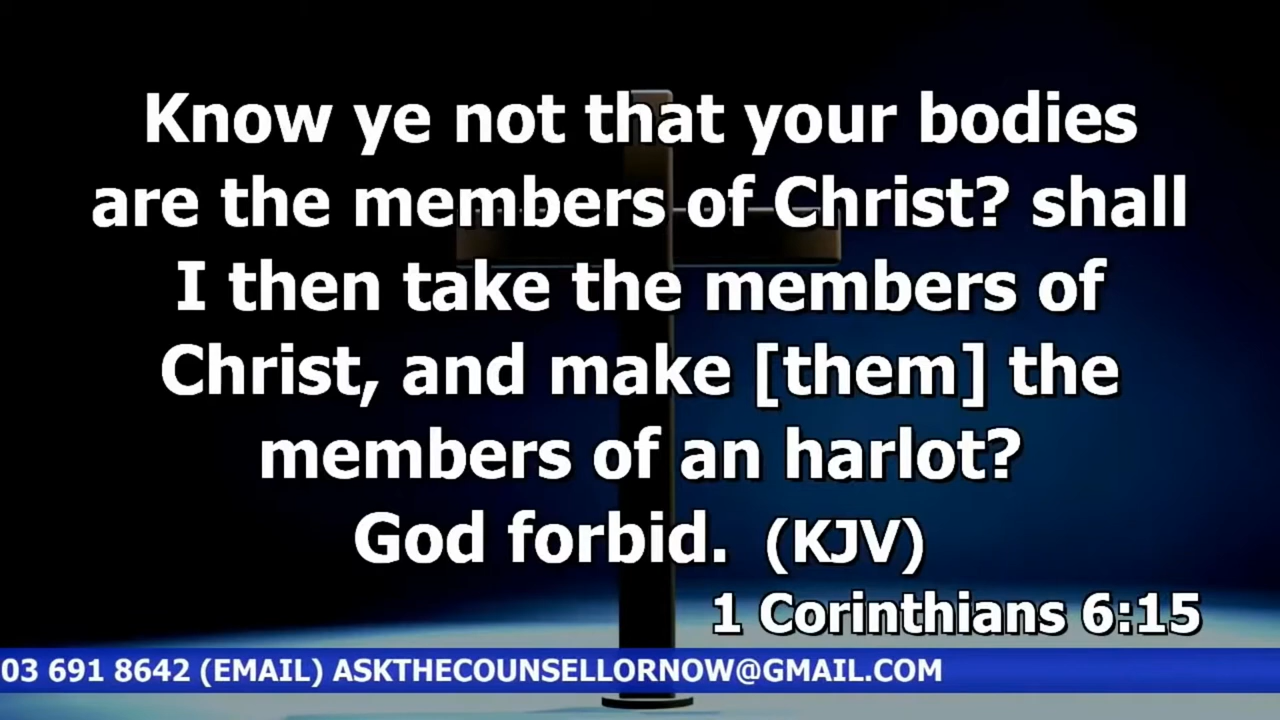 Know ye not that your bodies
are the members of Christ? shall
I then take the members of
Christ, and make [them] the
members of an harlot?
God forbid. (KJV)
1 Corinthians 6:15
03 691 8642 (EMAIL) ASKTHECOUNSELLORNOW@GMAIL.COM